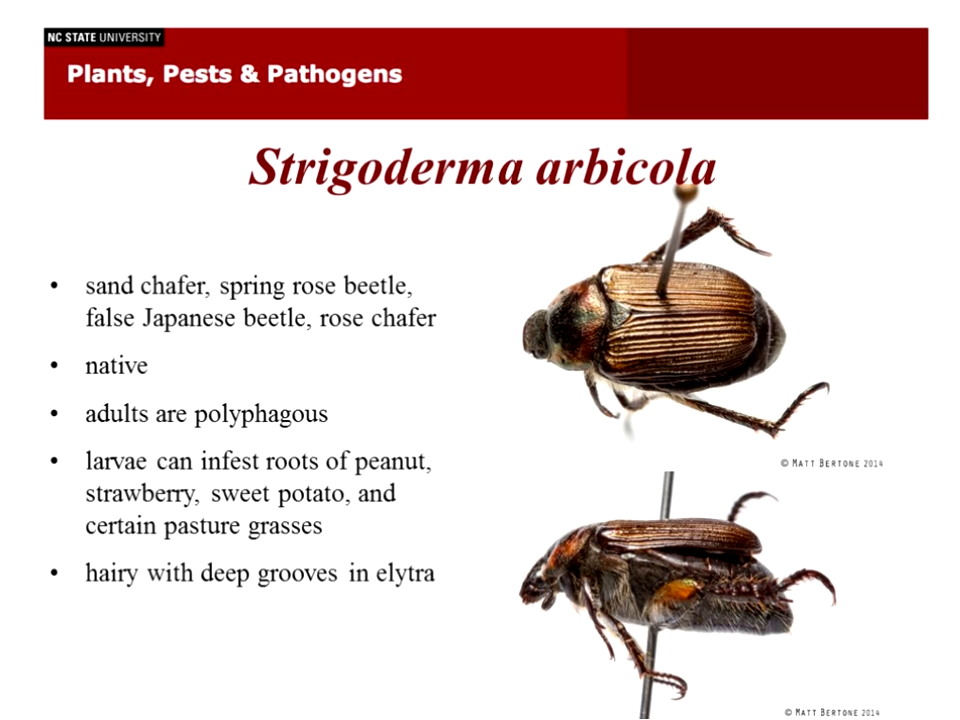 NC STATE UNIVERSITY
Plants, Pests & Pathogens
Strigoderma arbicola
• sand chafer, spring rose beetle,
false Japanese beetle, rose chafer
• native
• adults are polyphagous
• larvae can infest roots of peanut,
strawberry, sweet potato, and
certain pasture grasses
• hairy with deep grooves in elytra
© MATT BERTONE 2014
© MATT BERTONE 2014